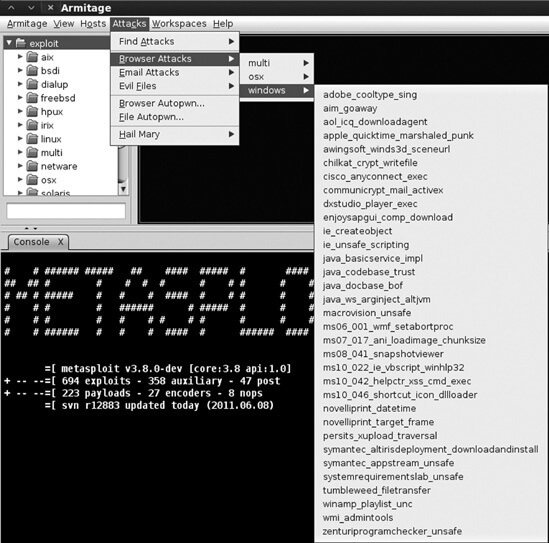 Armitage
Armitage View Hosts Attacks Workspaces Help
exploit
aix
bsdi
dialup
freebsd
hpux
irix
linux
multi
netware
osx
solaris
Find Attacks
Browser Attacks
Email Attacks
Evil Files
Browser Autopwn...
File Autopwn...
Hail Mary
multi
osx
windows
adobe_cooltype_sing
aim_goaway
aol_icq_downloadagent
apple_quicktime_marshaled_punk
awingsoft_winds3d_sceneurl
chilkat_crypt_writefile
cisco_anyconnect_exec
communicrypt_mail_activex
dxstudio_player_exec
enjoysapgui_comp_download
ie_createobject
ie_unsafe_scripting
java_basicservice_impl
java_codebase_trust
java_docbase_bof
java_ws_arginject_altjvm
macrovision_unsafe
ms06_001_wmf_setabortproc
ms07_017_ani_loadimage_chunksize
ms08_041_snapshotviewer
ms10_022_ie_vbscript_winhlp32
ms10_042_helpctr_xss_cmd_exec
ms10_046_shortcut_icon_dllloader
novelliprint_datetime
novelliprint_target_frame
persits_xupload_traversal
symantec_altirisdeployment_downloadandinstall
symantec_appstream_unsafe
systemrequirementslab_unsafe
tumbleweed_filetransfer
winamp_playlist_unc
wmi_admintools
zenturiprogramchecker_unsafe
Console X
METASPLO
=[ metasploit v3.8.0-dev [core:3.8 api:1.0]
+ -- --=[ 694 exploits - 358 auxiliary - 47 post
+ -- --=[ 223 payloads - 27 encoders - 8 nops
=[ svn r12883 updated today (2011.06.08)